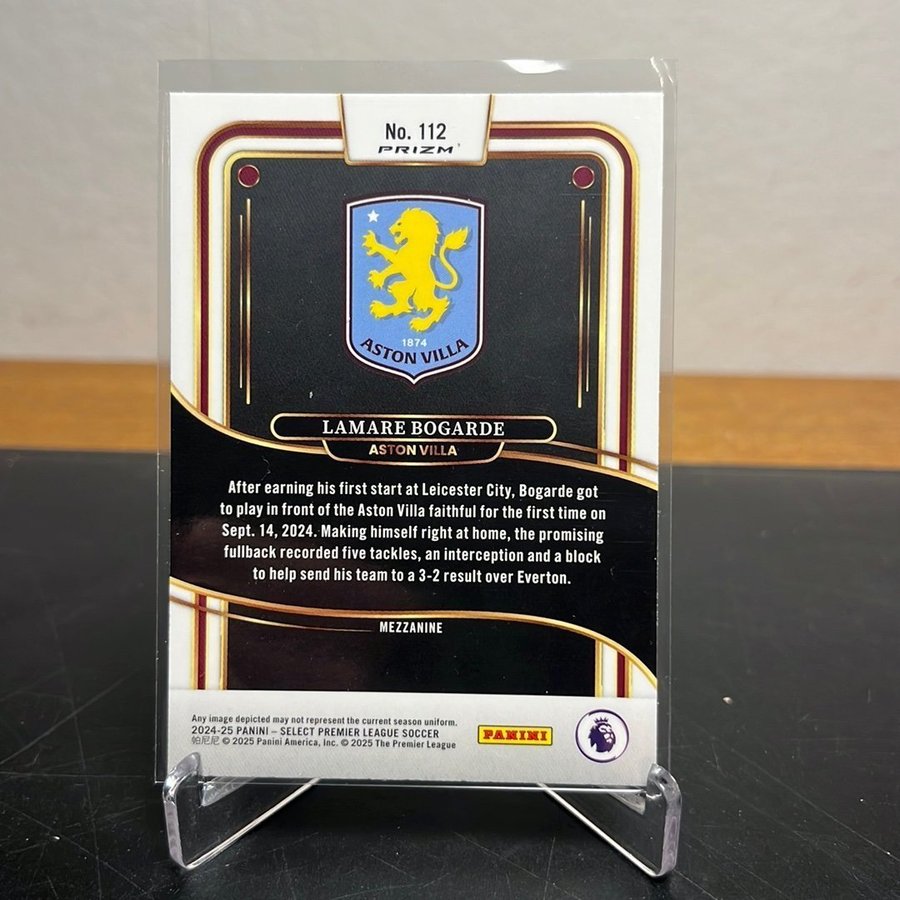 No. 112
PRIZM
1874
ASTON VILLA
LAMARE BOGARDE
ASTON VILLA
After earning his first start at Leicester City, Bogarde got
to play in front of the Aston Villa faithful for the first time on
Sept. 14, 2024. Making himself right at home, the promising
fullback recorded five tackles, an interception and a block
to help send his team to a 3-2 result over Everton.
MEZZANINE
Any image depicted may not represent the current season uniform.
2024-25 PANINI – SELECT PREMIER LEAGUE SOCCER
帕尼尼 © 2025 Panini America, Inc. © 2025 The Premier League
PANINI